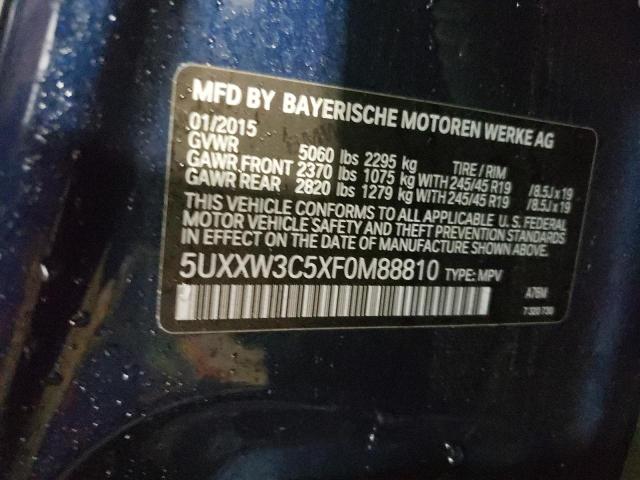 MFD BY BAYERISCHE MOTOREN WERKE AG
01/2015
GVWR 5060 lbs 2295 kg TIRE / RIM
GAWR FRONT 2370 lbs 1075 kg WITH 245/45 R19 /8.5J x 19
GAWR REAR 2820 lbs 1279 kg WITH 245/45 R19 /8.5J x 19
THIS VEHICLE CONFORMS TO ALL APPLICABLE U.S. FEDERAL
MOTOR VEHICLE SAFETY AND THEFT PREVENTION STANDARDS
IN EFFECT ON THE DATE OF MANUFACTURE SHOWN ABOVE.
5UXXW3C5XF0M88810 TYPE: MPV
A76M
7 320 730